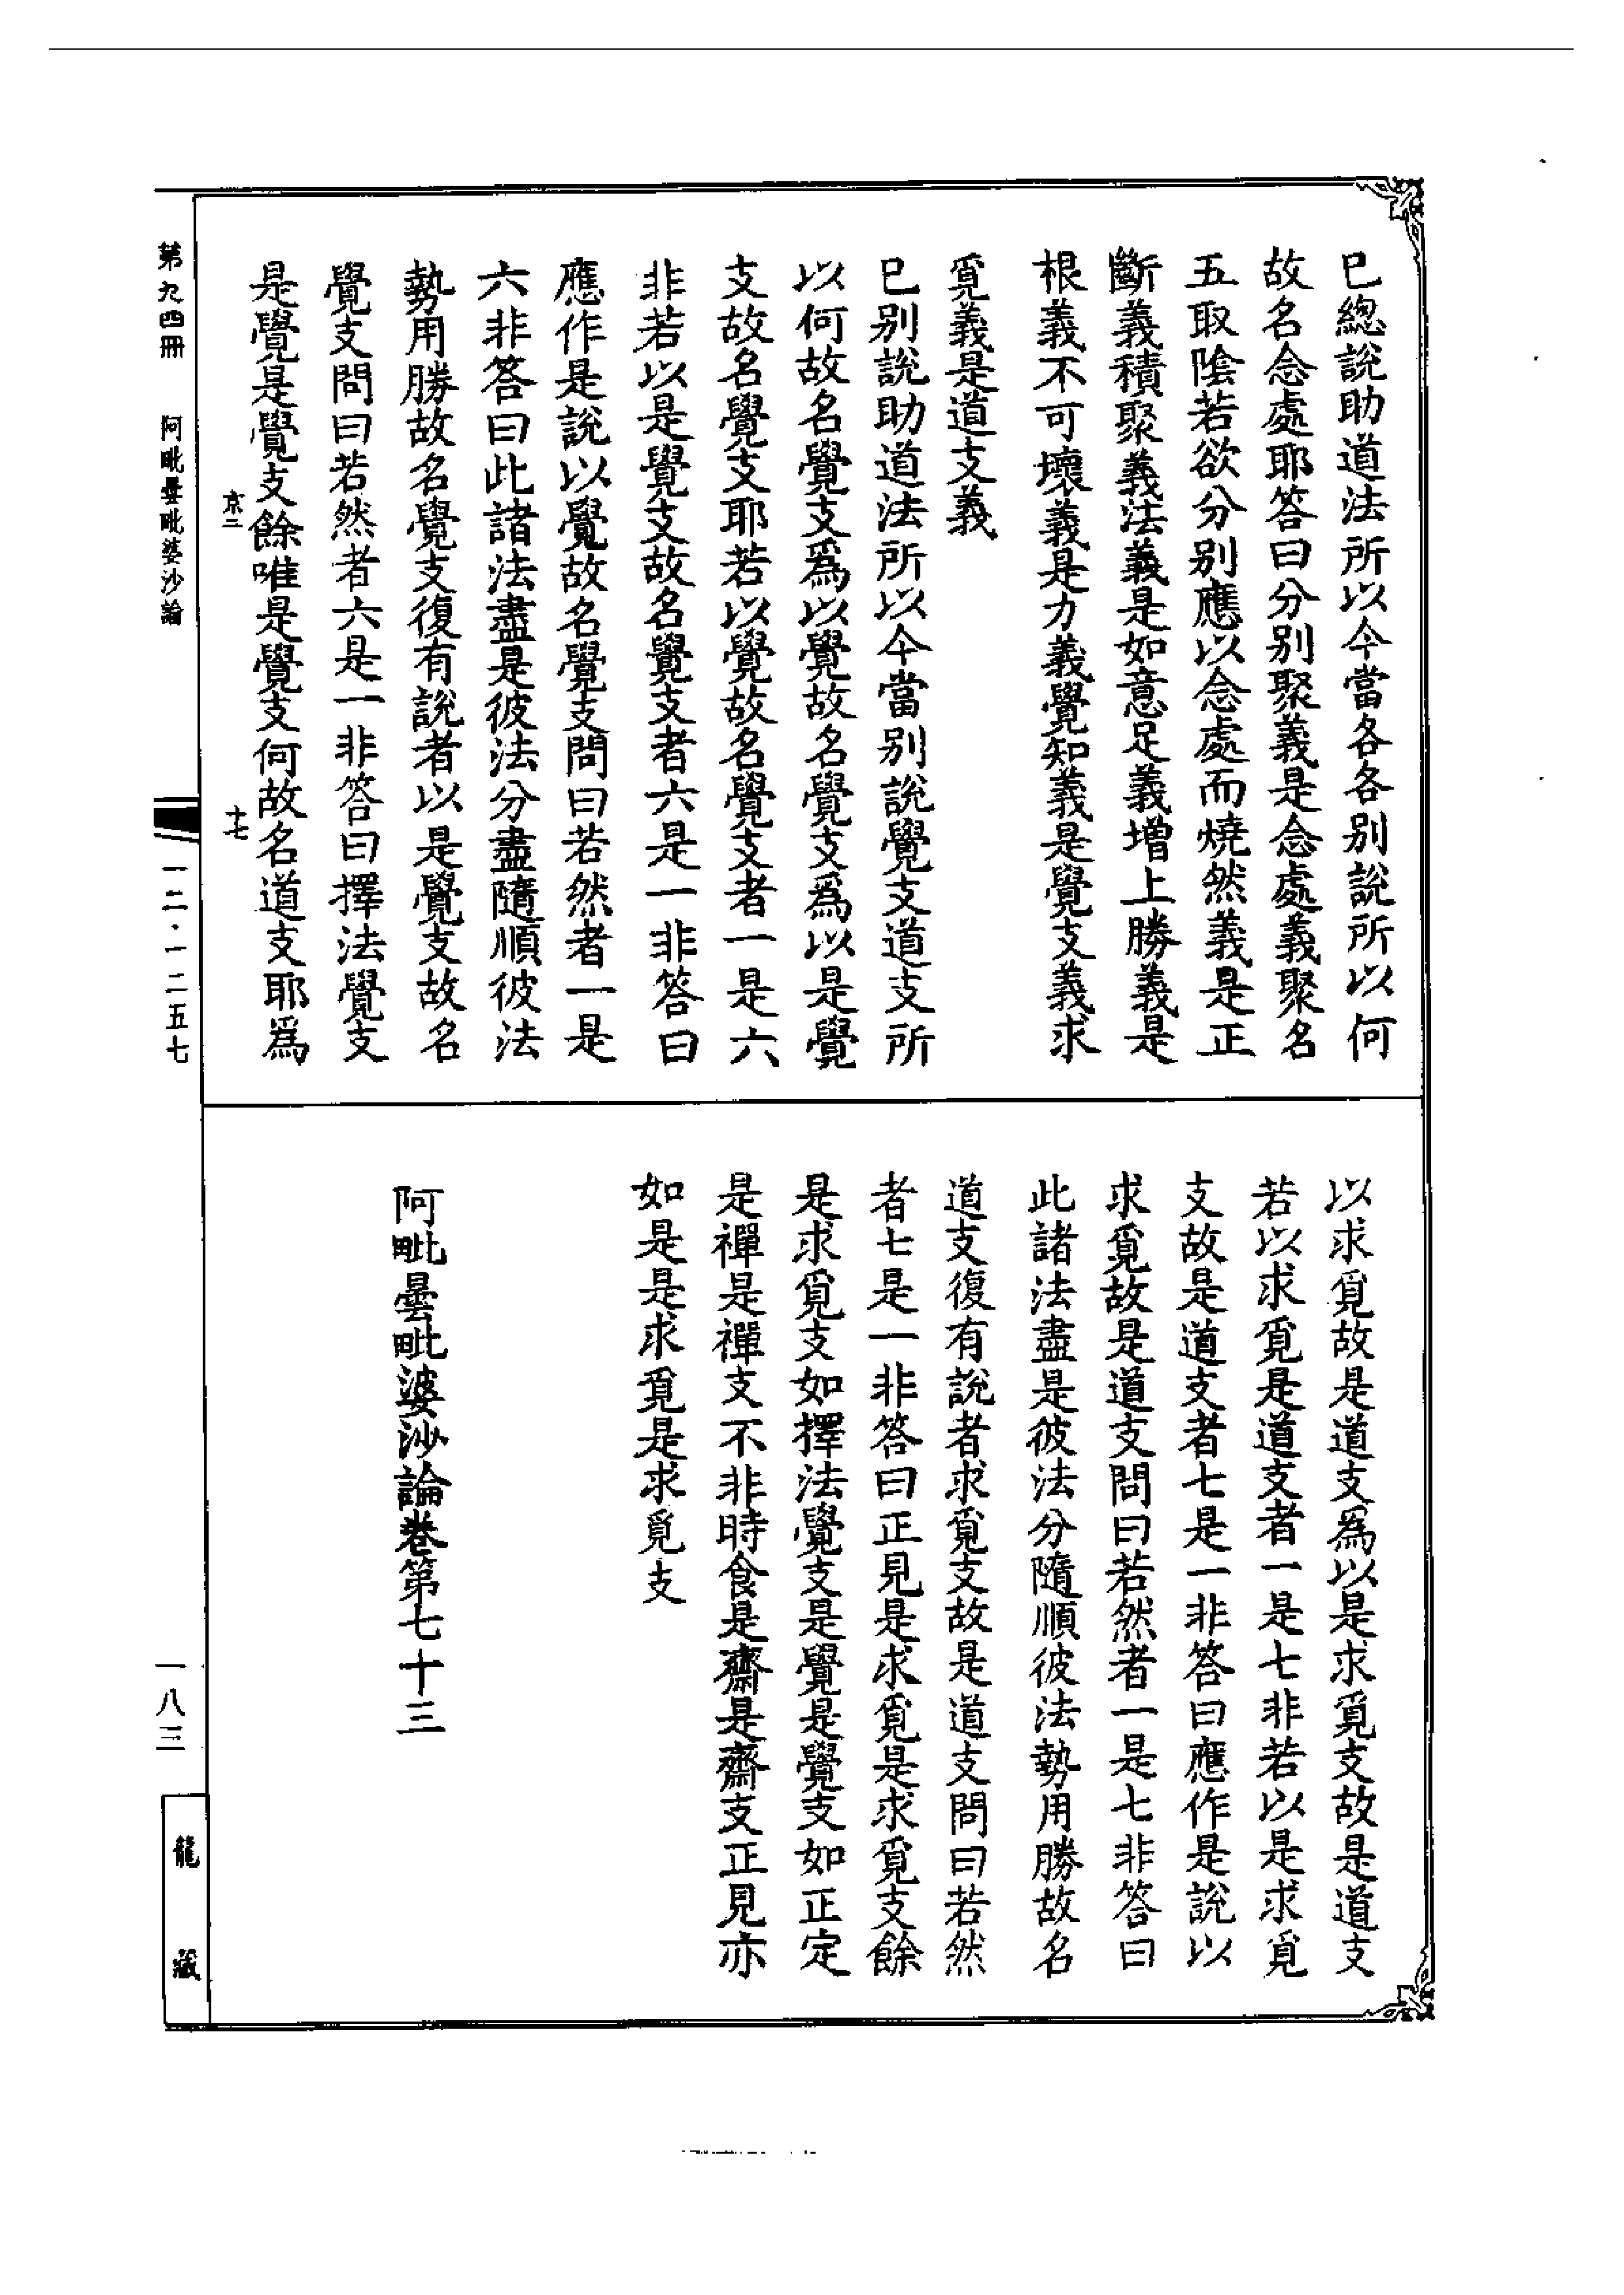 已總說助道法所以今當各各别說所以何
故名念處耶答曰分别聚義是念處義聚名
五取陰若欲分别應以念處而燒然義是正
斷義積聚義法義是如意足義增上勝義是
根義不可壞義是力義覺知義是覺支義求
覓義是道支義
已别說助道法所以今當别說覺支道支所
以何故名覺支爲以覺故名覺支爲以是覺
支故名覺支耶若以覺故名覺支者一是六
非若以是覺支故名覺支者六是一非答曰
應作是說以覺故名覺支問曰若然者一是
六非答曰此諸法盡是彼法分盡隨順彼法
勢用勝故名覺支復有說者以是覺支故名
覺支問曰若然者六是一非答曰擇法覺支
是覺是覺支餘唯是覺支何故名道支耶爲
以求覓故是道支爲以是求覓支故是道支
若以求覓是道支者一是七非若以是求覓
支故是道支者七是一非答曰應作是說以
求覓故是道支問曰若然者一是七非答曰
此諸法盡是彼法分隨順彼法勢用勝故名
道支復有說者求覓支故是道支問曰若然
者七是一非答曰正見是求覓是求覓支餘
是求覓支如擇法覺支是覺是覺支如正定
是禪是禪支不非時食是齋是齋支正見亦
如是是求覓是求覓支
阿毗曇毗婆沙論卷第七十三
京二
十七
第九四冊
阿毗曇毗婆沙論
一二·一二五七
一八三
龍藏